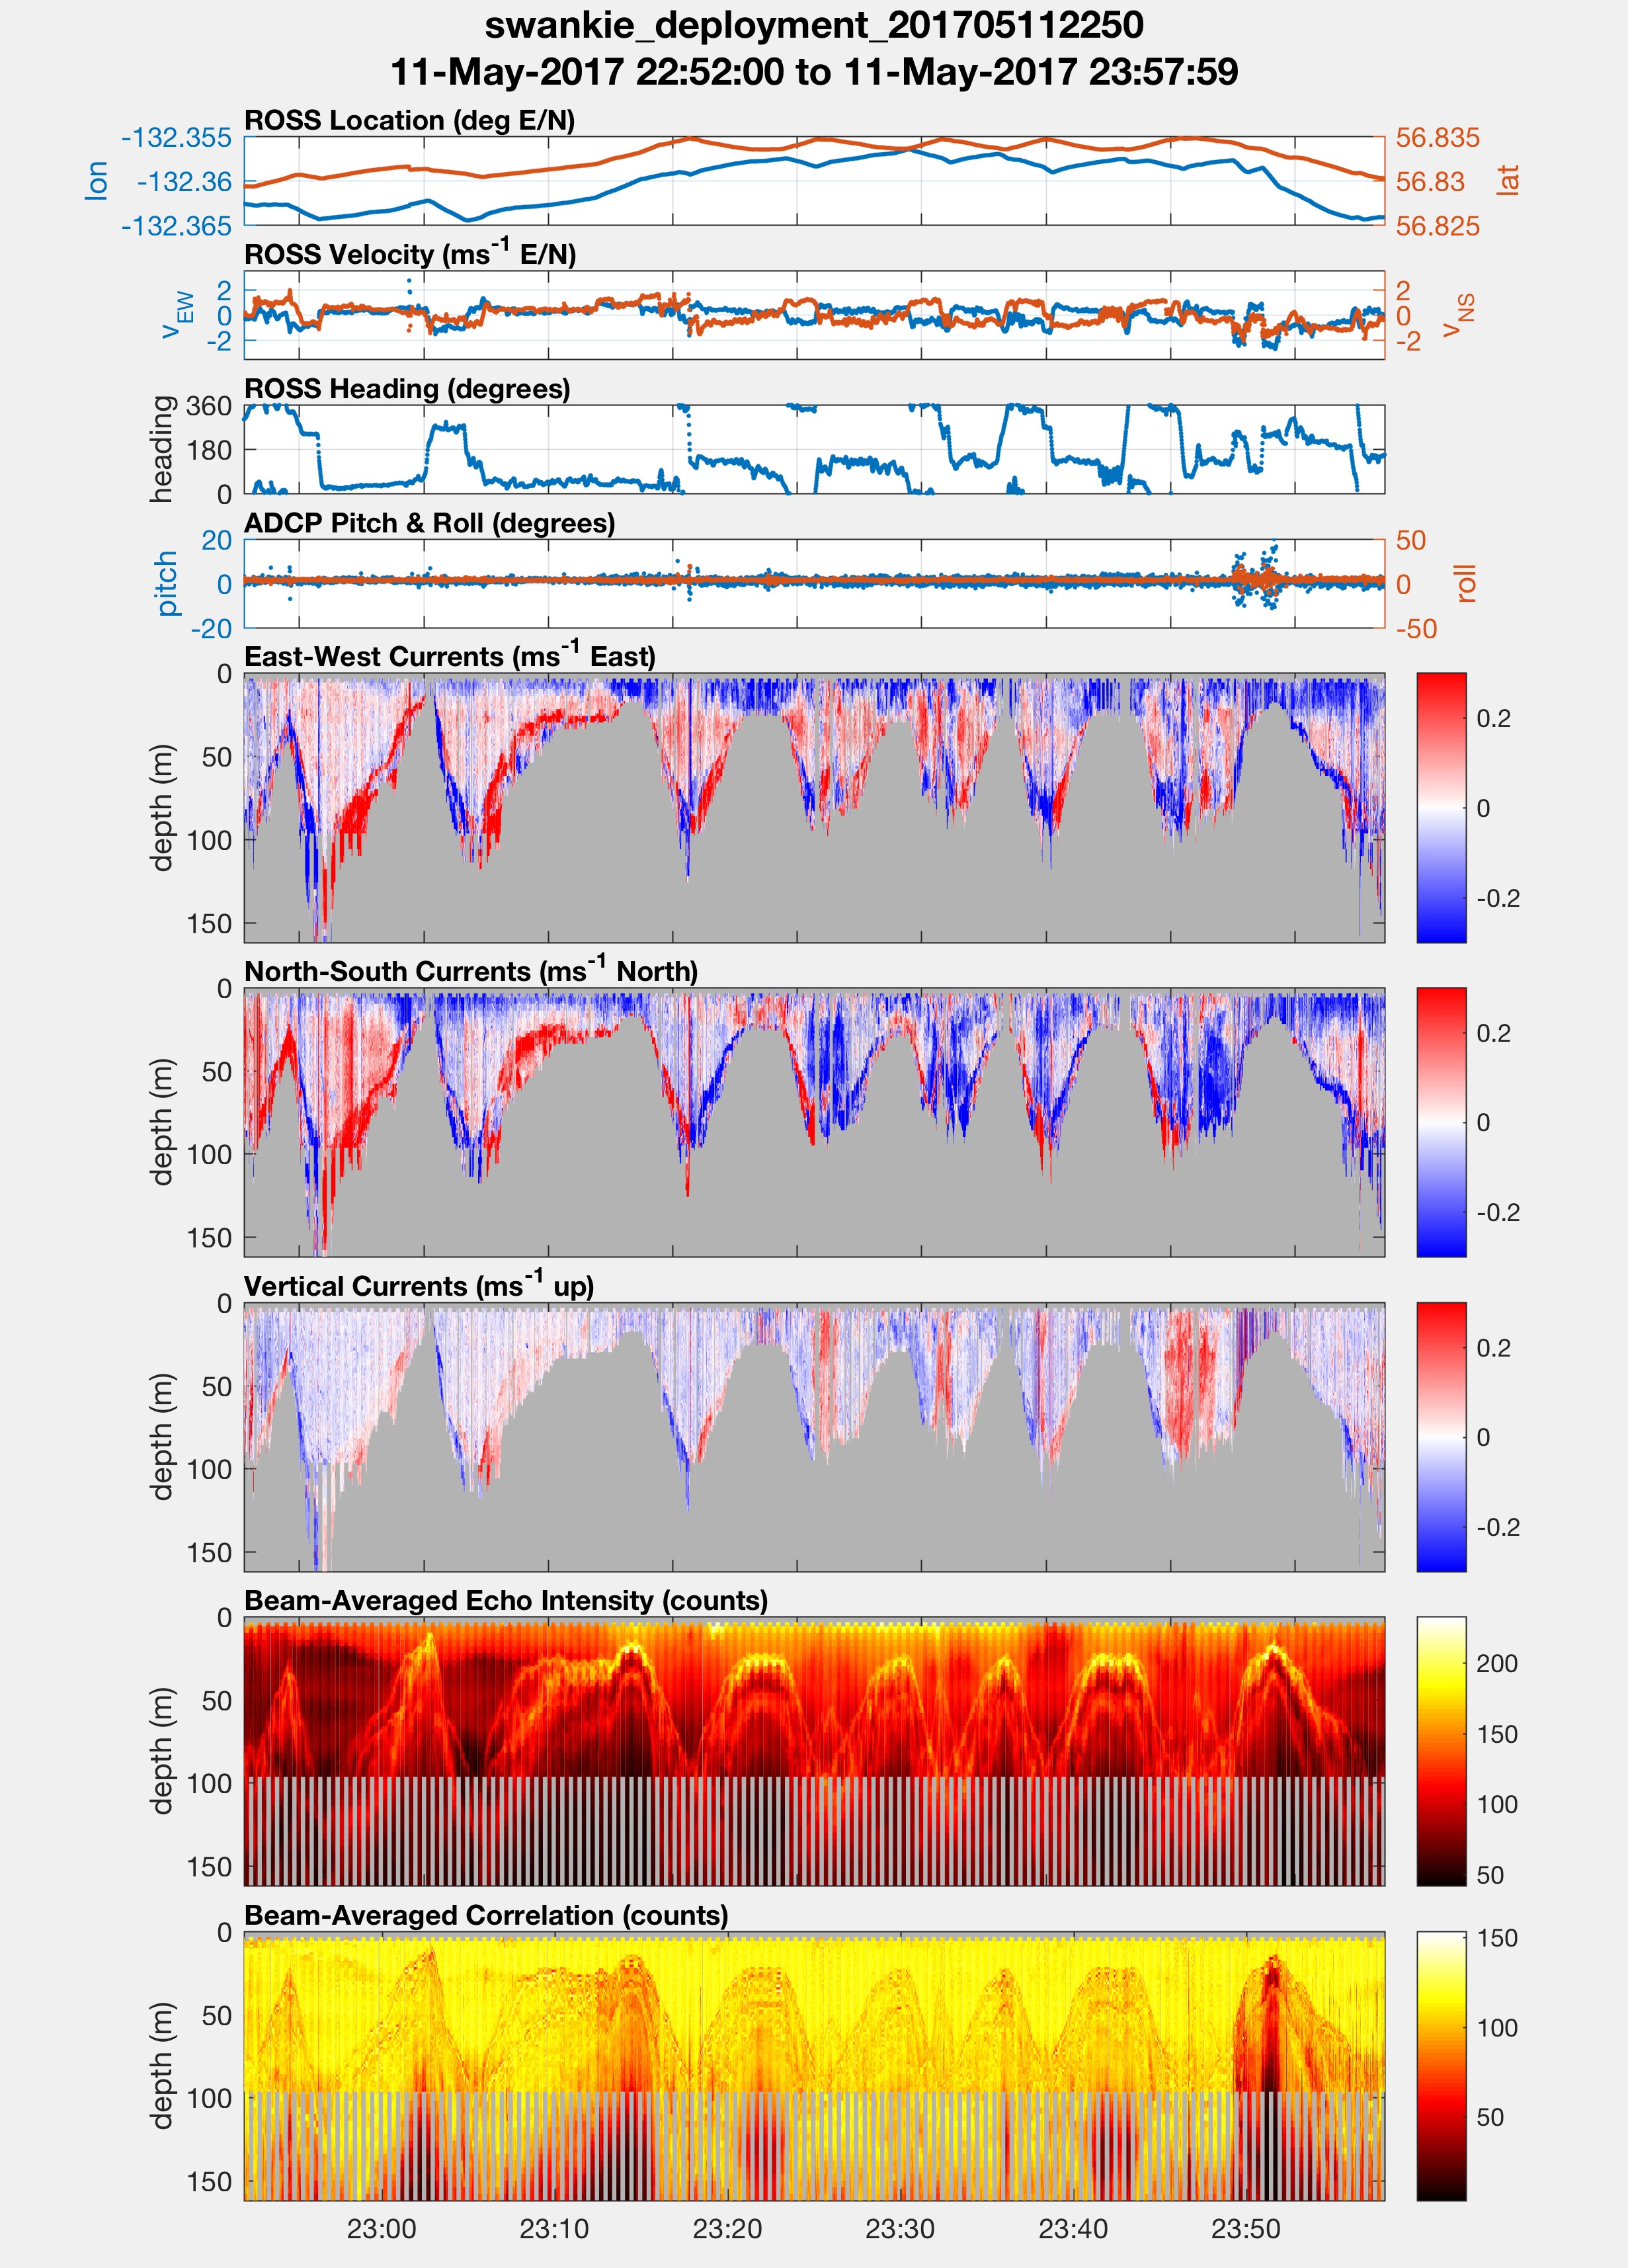 swankie_deployment_201705112250
11-May-2017 22:52:00 to 11-May-2017 23:57:59
ROSS Location (deg E/N)
-132.355
-132.36
-132.365
lon
56.835
56.83
56.825
lat
ROSS Velocity (ms-1 E/N)
2
0
-2
vEW
2
0
-2
vNS
ROSS Heading (degrees)
360
180
0
heading
ADCP Pitch & Roll (degrees)
20
0
-20
pitch
50
0
-50
roll
East-West Currents (ms-1 East)
0
50
100
150
depth (m)
0.2
0
-0.2
North-South Currents (ms-1 North)
0
50
100
150
depth (m)
0.2
0
-0.2
Vertical Currents (ms-1 up)
0
50
100
150
depth (m)
0.2
0
-0.2
Beam-Averaged Echo Intensity (counts)
0
50
100
150
depth (m)
200
150
100
50
Beam-Averaged Correlation (counts)
0
50
100
150
depth (m)
150
100
50
23:00 23:10 23:20 23:30 23:40 23:50